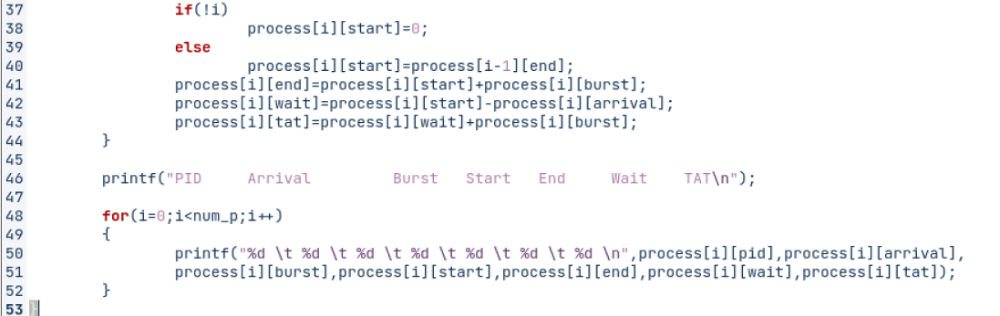 37 if(!i)
38 process[i][start]=0;
39 else
40 process[i][start]=process[i-1][end];
41 process[i][end]=process[i][start]+process[i][burst];
42 process[i][wait]=process[i][start]-process[i][arrival];
43 process[i][tat]=process[i][wait]+process[i][burst];
44 }
45
46 printf("PID Arrival Burst Start End Wait TAT\n");
47
48 for(i=0;i<num_p;i++)
49 {
50 printf("%d \t %d \t %d \t %d \t %d \t %d \t %d \n",process[i][pid],process[i][arrival],
51 process[i][burst],process[i][start],process[i][end],process[i][wait],process[i][tat]);
52 }
53 }